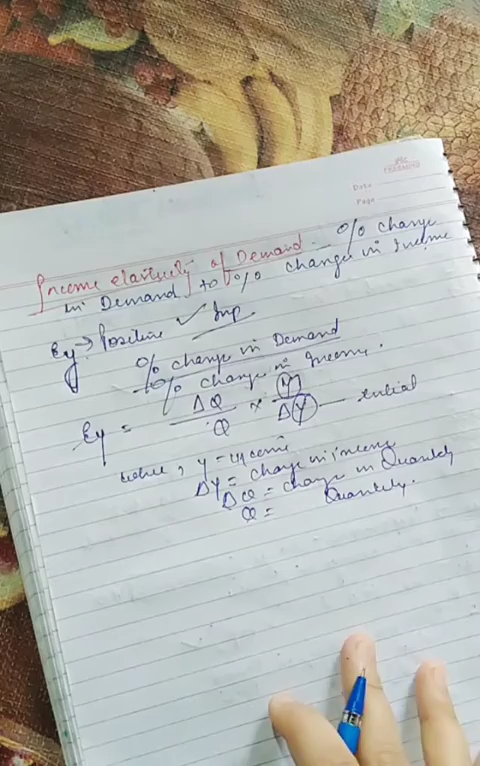 Date
Page
Income elasticity of Demand - % change
in Demand to % change in Income
Ey → Positive ✓ Imp
% change in Demand
% change in Income.
Ey = ΔQ/Q × Y/ΔY — initial
where, y - income
ΔY = change in income
ΔQ = change in Quantity
Q = Quantity.